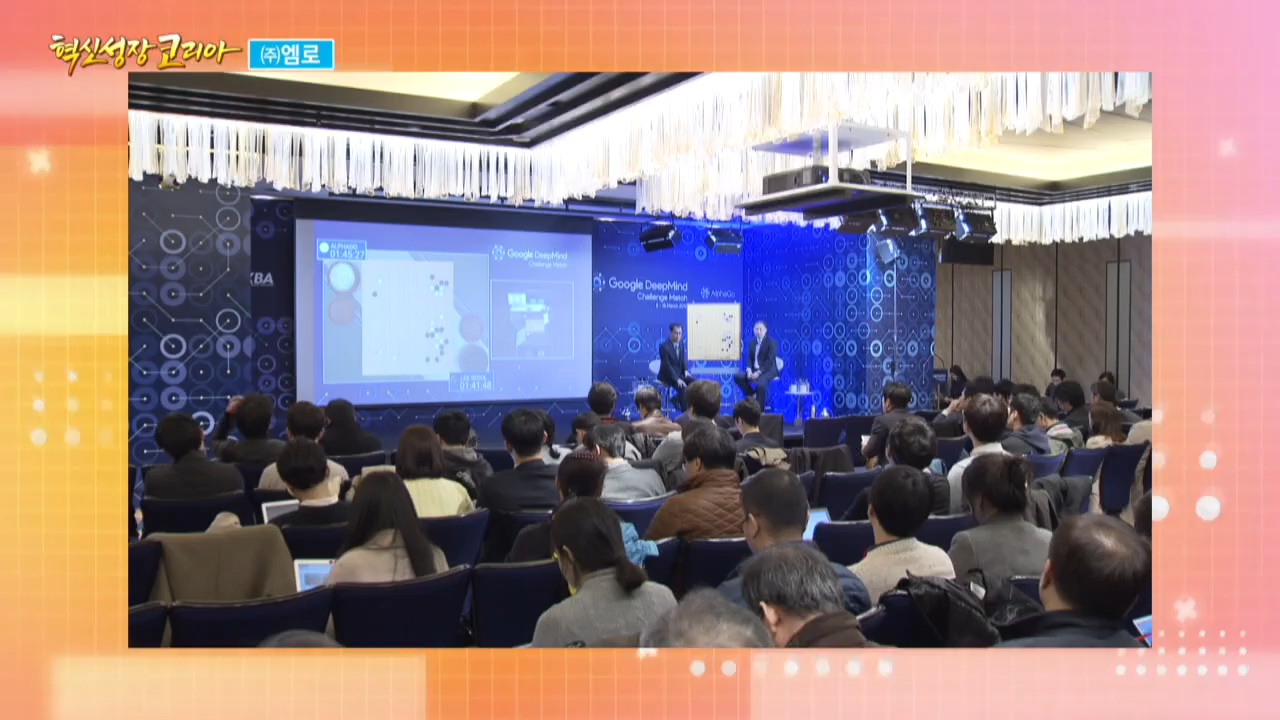 혁신성장 코리아 ㈜엠로
ALPHAGO
01:45:27
Google DeepMind
Challenge Match
LEE SEDOL
01:41:48
KBA
Google DeepMind
Challenge Match
AlphaGo